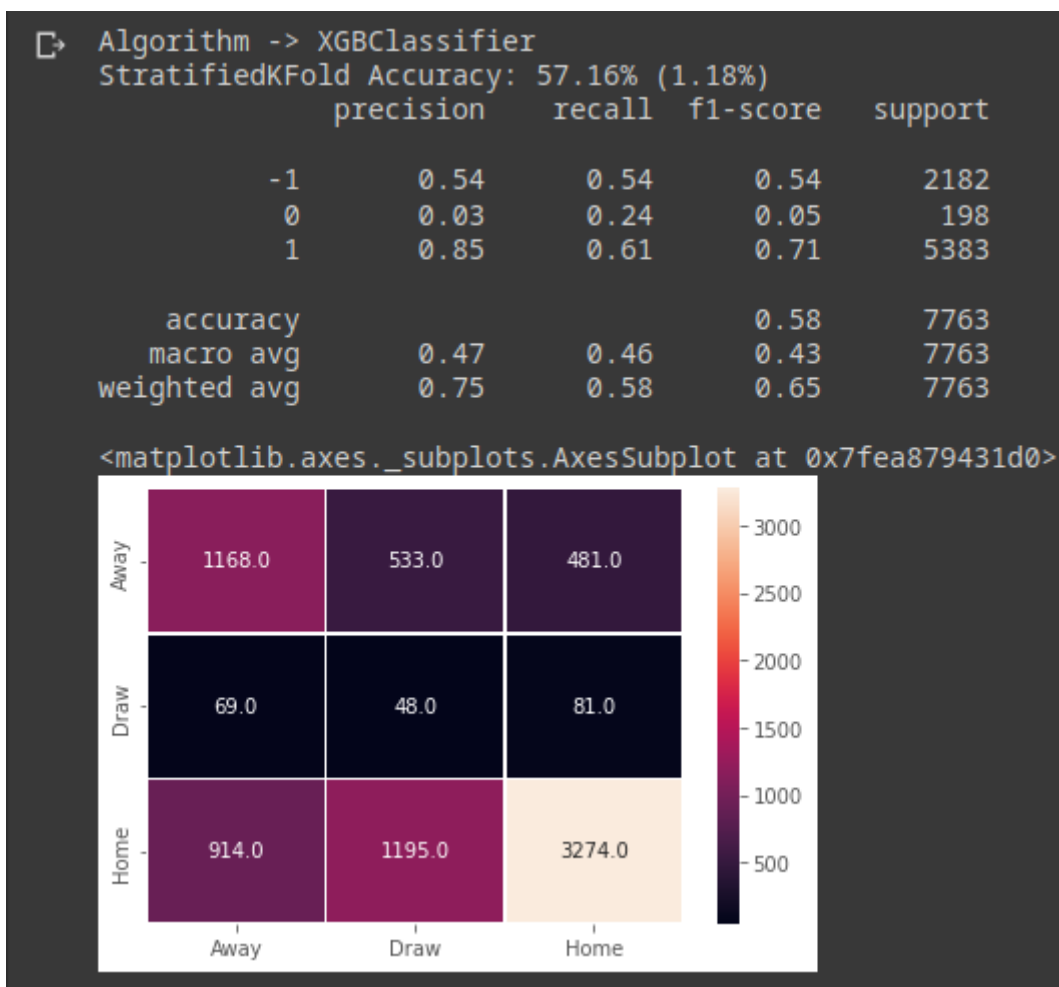 Algorithm -> XGBClassifier
StratifiedKFold Accuracy: 57.16% (1.18%)
precision recall f1-score support
-1 0.54 0.54 0.54 2182
0 0.03 0.24 0.05 198
1 0.85 0.61 0.71 5383
accuracy 0.58 7763
macro avg 0.47 0.46 0.43 7763
weighted avg 0.75 0.58 0.65 7763
<matplotlib.axes._subplots.AxesSubplot at 0x7fea879431d0>
Away 1168.0 533.0 481.0
Draw 69.0 48.0 81.0
Home 914.0 1195.0 3274.0
Away Draw Home
3000
2500
2000
1500
1000
500